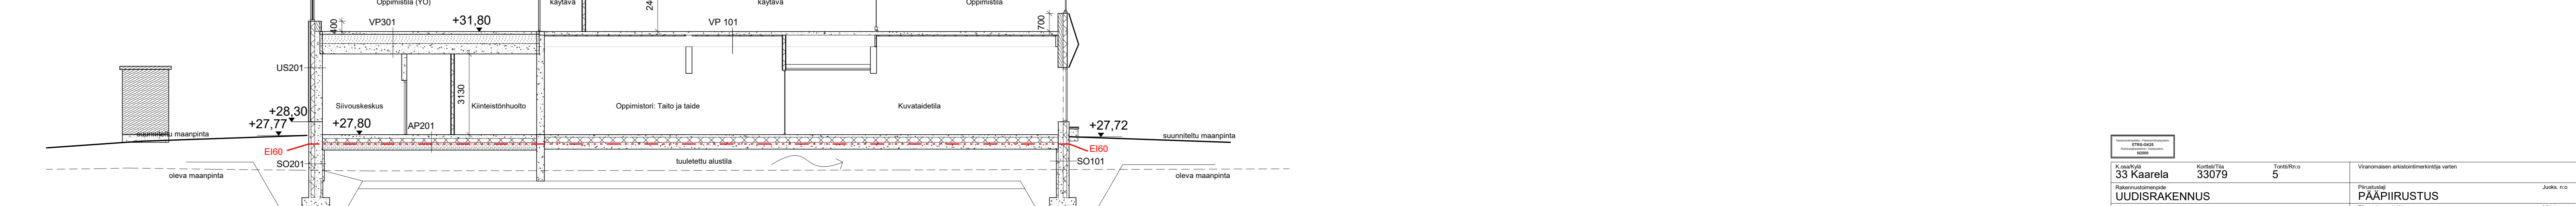 Oppimistila (YO)
käytävä
käytävä
Oppimistila
400
VP301
+31,80
VP 101
700
US201
3130
Siivouskeskus
Kiinteistönhuolto
Oppimistori: Taito ja taide
Kuvataidetila
+28,30
+27,77
+27,80
AP201
+27,72
suunniteltu maanpinta
suunniteltu maanpinta
EI60
EI60
SO201
tuuletettu alustila
SO101
oleva maanpinta
oleva maanpinta
ETRS-GK25
N2000
K.osa/Kylä Kortteli/Tila Tontti/Rn:o Viranomaisen arkistointimerkintöjä varten
33 Kaarela 33079 5
Rakennustoimenpide Piirustuslaji Juoks. n:o
UUDISRAKENNUS PÄÄPIIRUSTUS